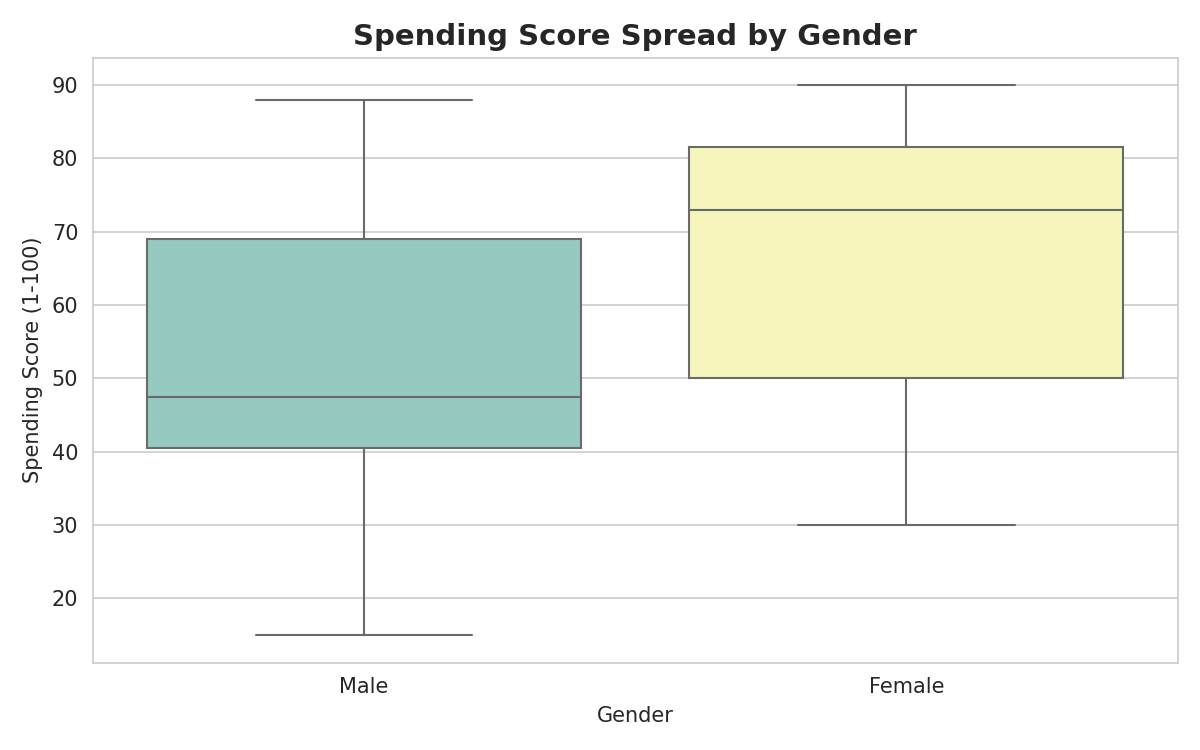 Spending Score Spread by Gender
Spending Score (1-100)
90
80
70
60
50
40
30
20
Male Female
Gender